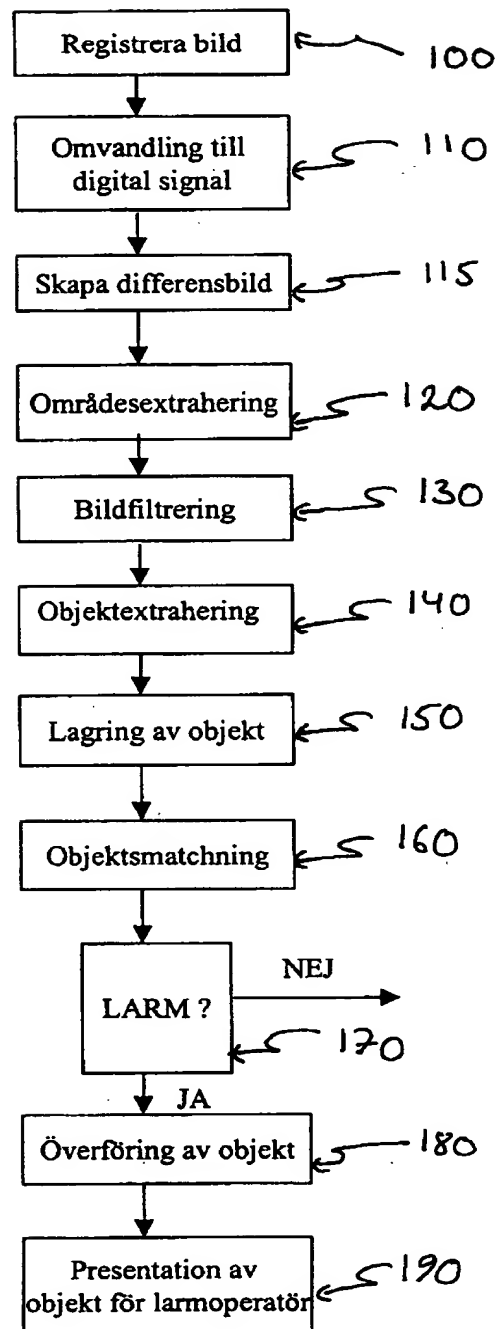 Registrera bild
100
Omvandling till
digital signal
110
Skapa differensbild
115
Områdesextrahering
120
Bildfiltrering
130
Objektextrahering
140
Lagring av objekt
150
Objektsmatchning
160
LARM ?
NEJ
170
JA
Överföring av objekt
180
Presentation av
objekt för larmoperatör
190